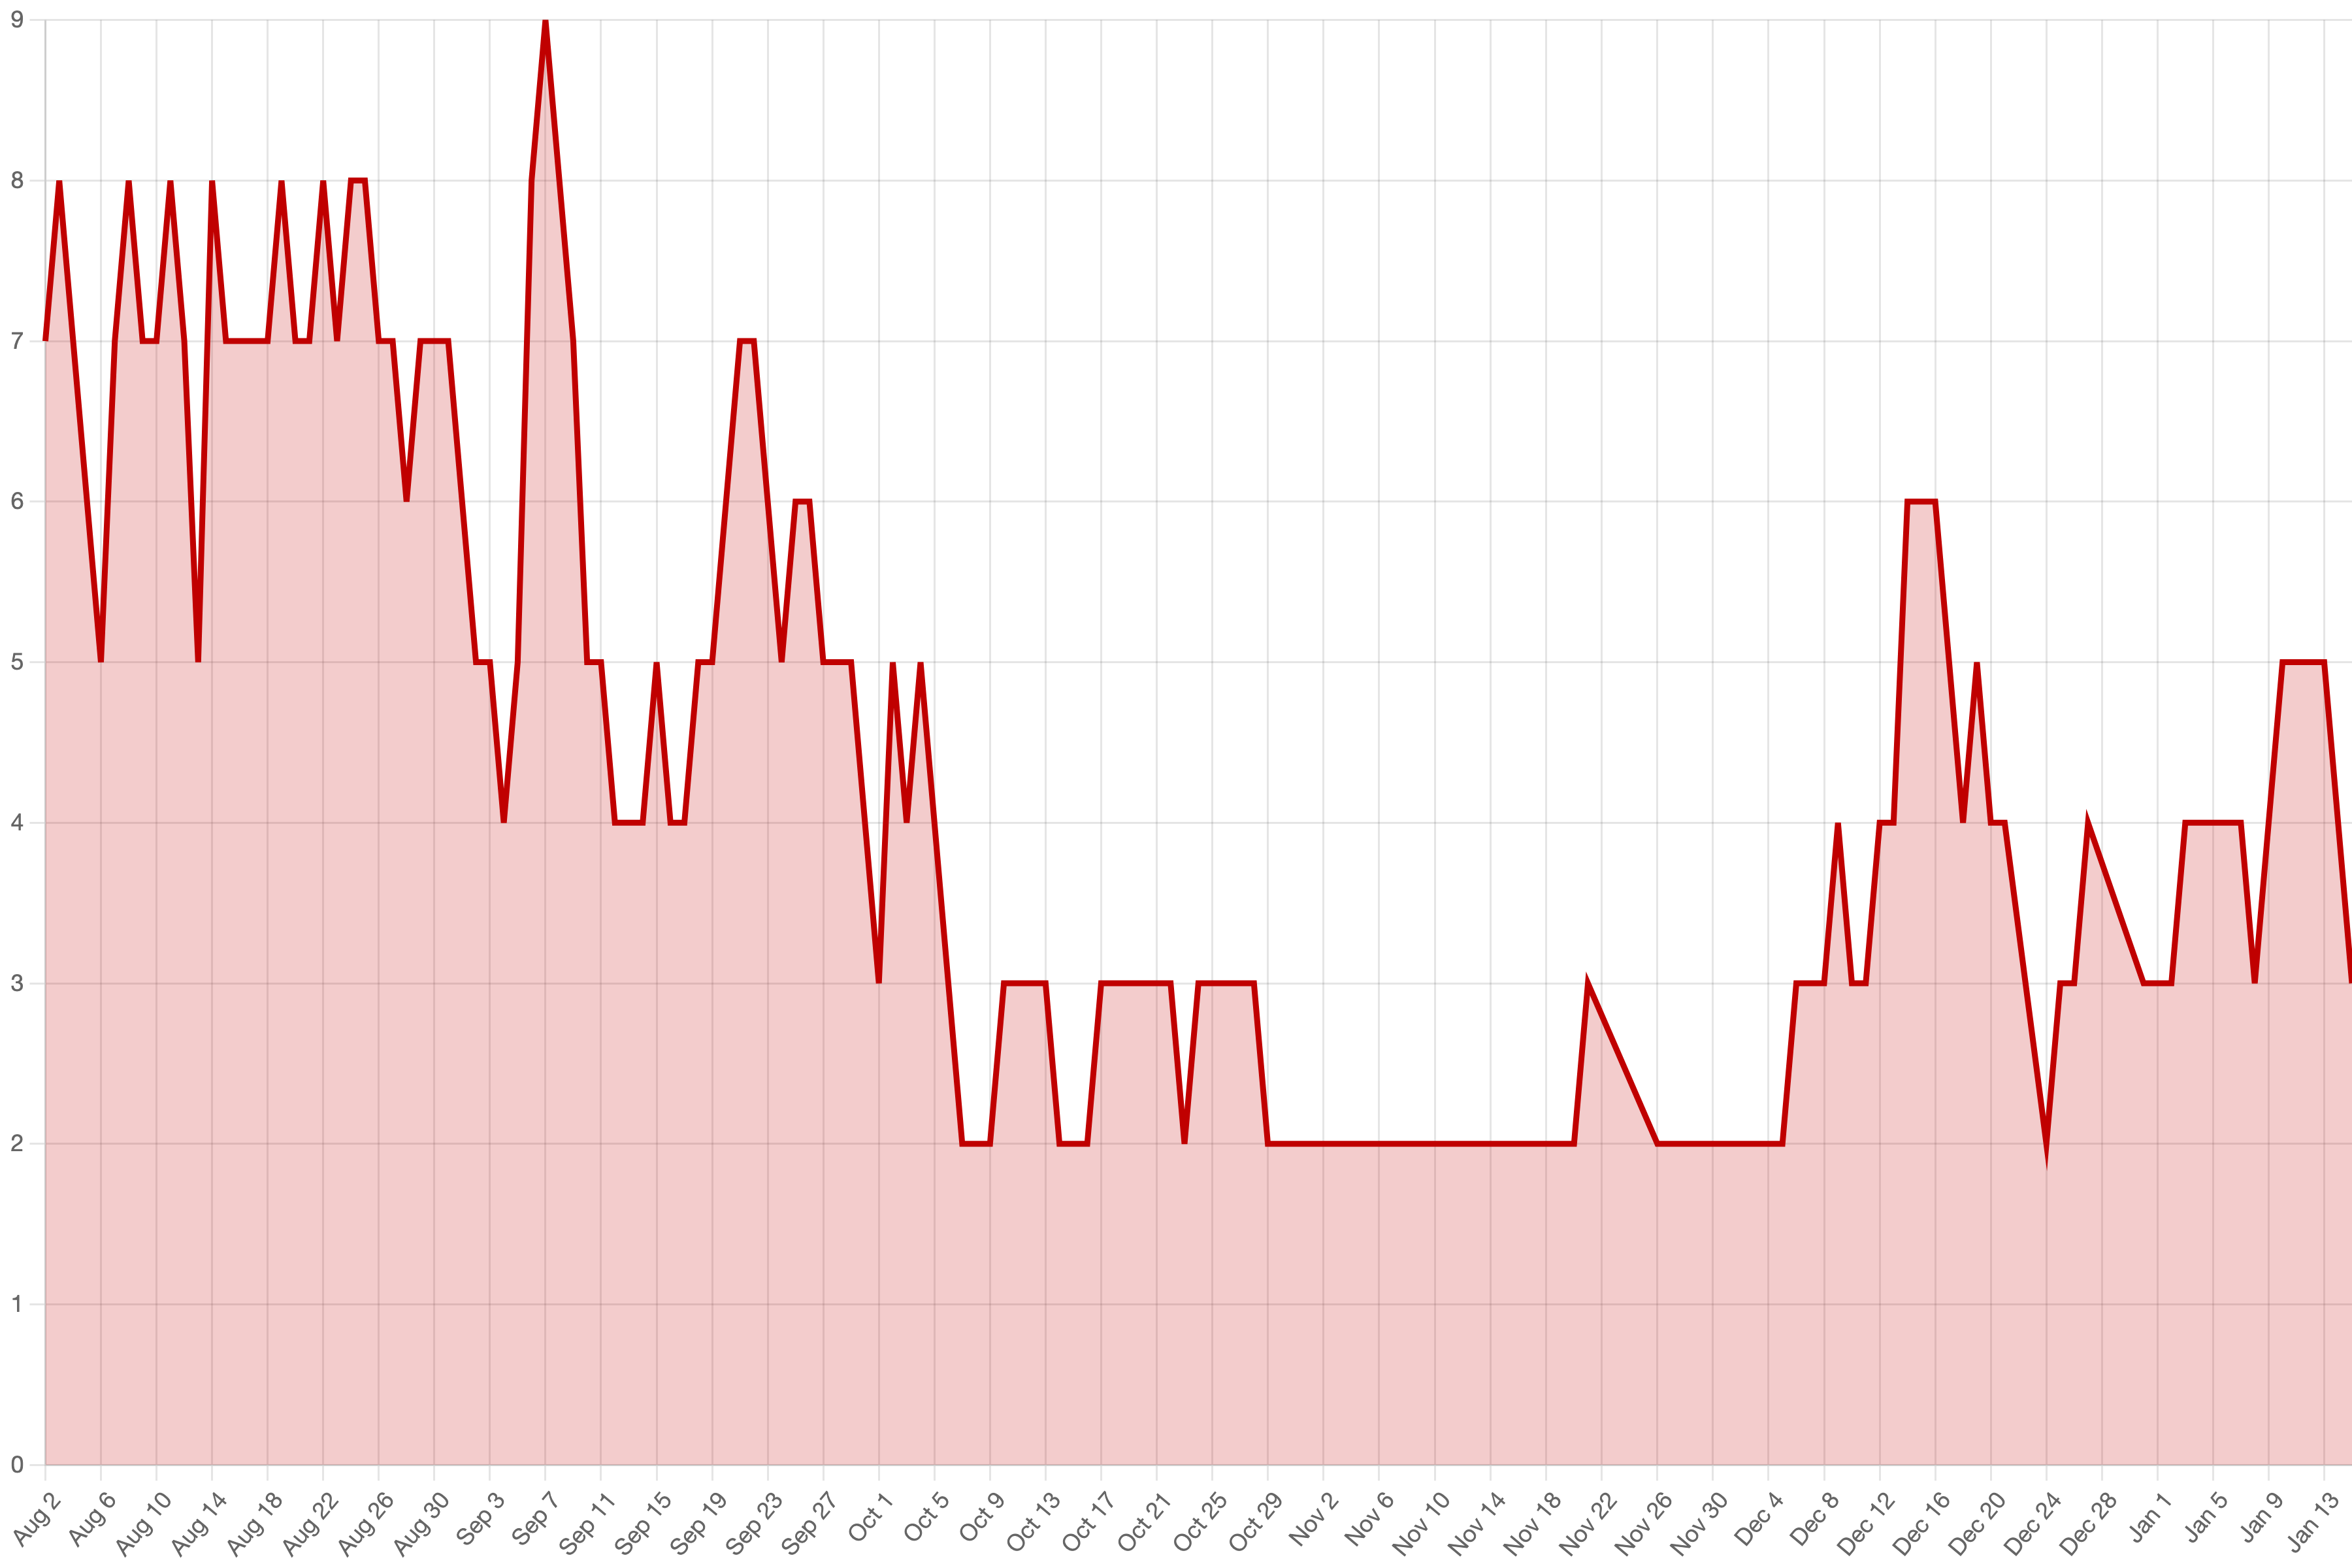 9
8
7
6
5
4
3
2
1
0
Aug 2
Aug 6
Aug 10
Aug 14
Aug 18
Aug 22
Aug 26
Aug 30
Sep 3
Sep 7
Sep 11
Sep 15
Sep 19
Sep 23
Sep 27
Oct 1
Oct 5
Oct 9
Oct 13
Oct 17
Oct 21
Oct 25
Oct 29
Nov 2
Nov 6
Nov 10
Nov 14
Nov 18
Nov 22
Nov 26
Nov 30
Dec 4
Dec 8
Dec 12
Dec 16
Dec 20
Dec 24
Dec 28
Jan 1
Jan 5
Jan 9
Jan 13